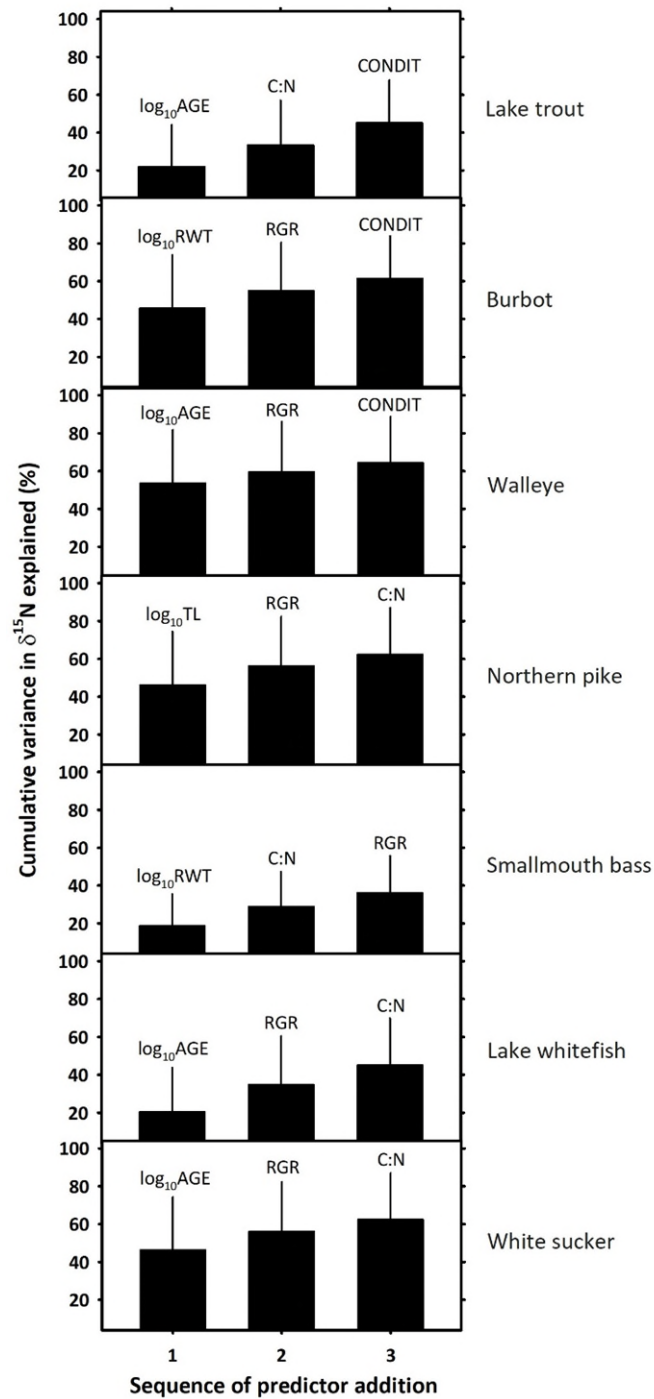 100
80
60
40
20
log₁₀AGE
C:N
CONDIT
Lake trout
100
80
60
40
20
log₁₀RWT
RGR
CONDIT
Burbot
100
80
60
40
20
log₁₀AGE
RGR
CONDIT
Walleye
100
80
60
40
20
log₁₀TL
RGR
C:N
Northern pike
100
80
60
40
20
log₁₀RWT
C:N
RGR
Smallmouth bass
100
80
60
40
20
log₁₀AGE
RGR
C:N
Lake whitefish
100
80
60
40
20
log₁₀AGE
RGR
C:N
White sucker
Cumulative variance in δ¹⁵N explained (%)
1 2 3
Sequence of predictor addition